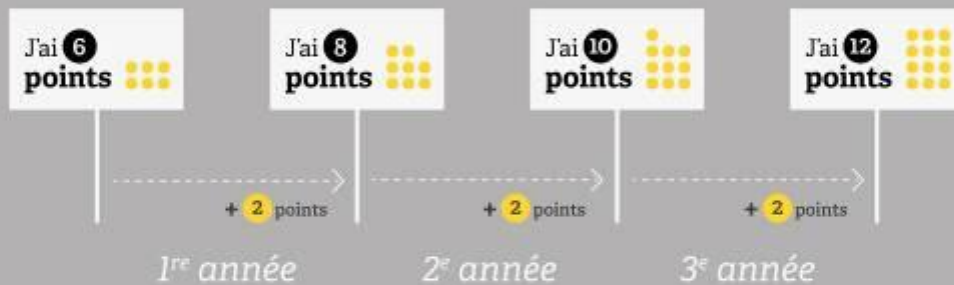 J'ai 6
points
J'ai 8
points
J'ai 10
points
J'ai 12
points
+ 2 points
+ 2 points
+ 2 points
1re année
2e année
3e année